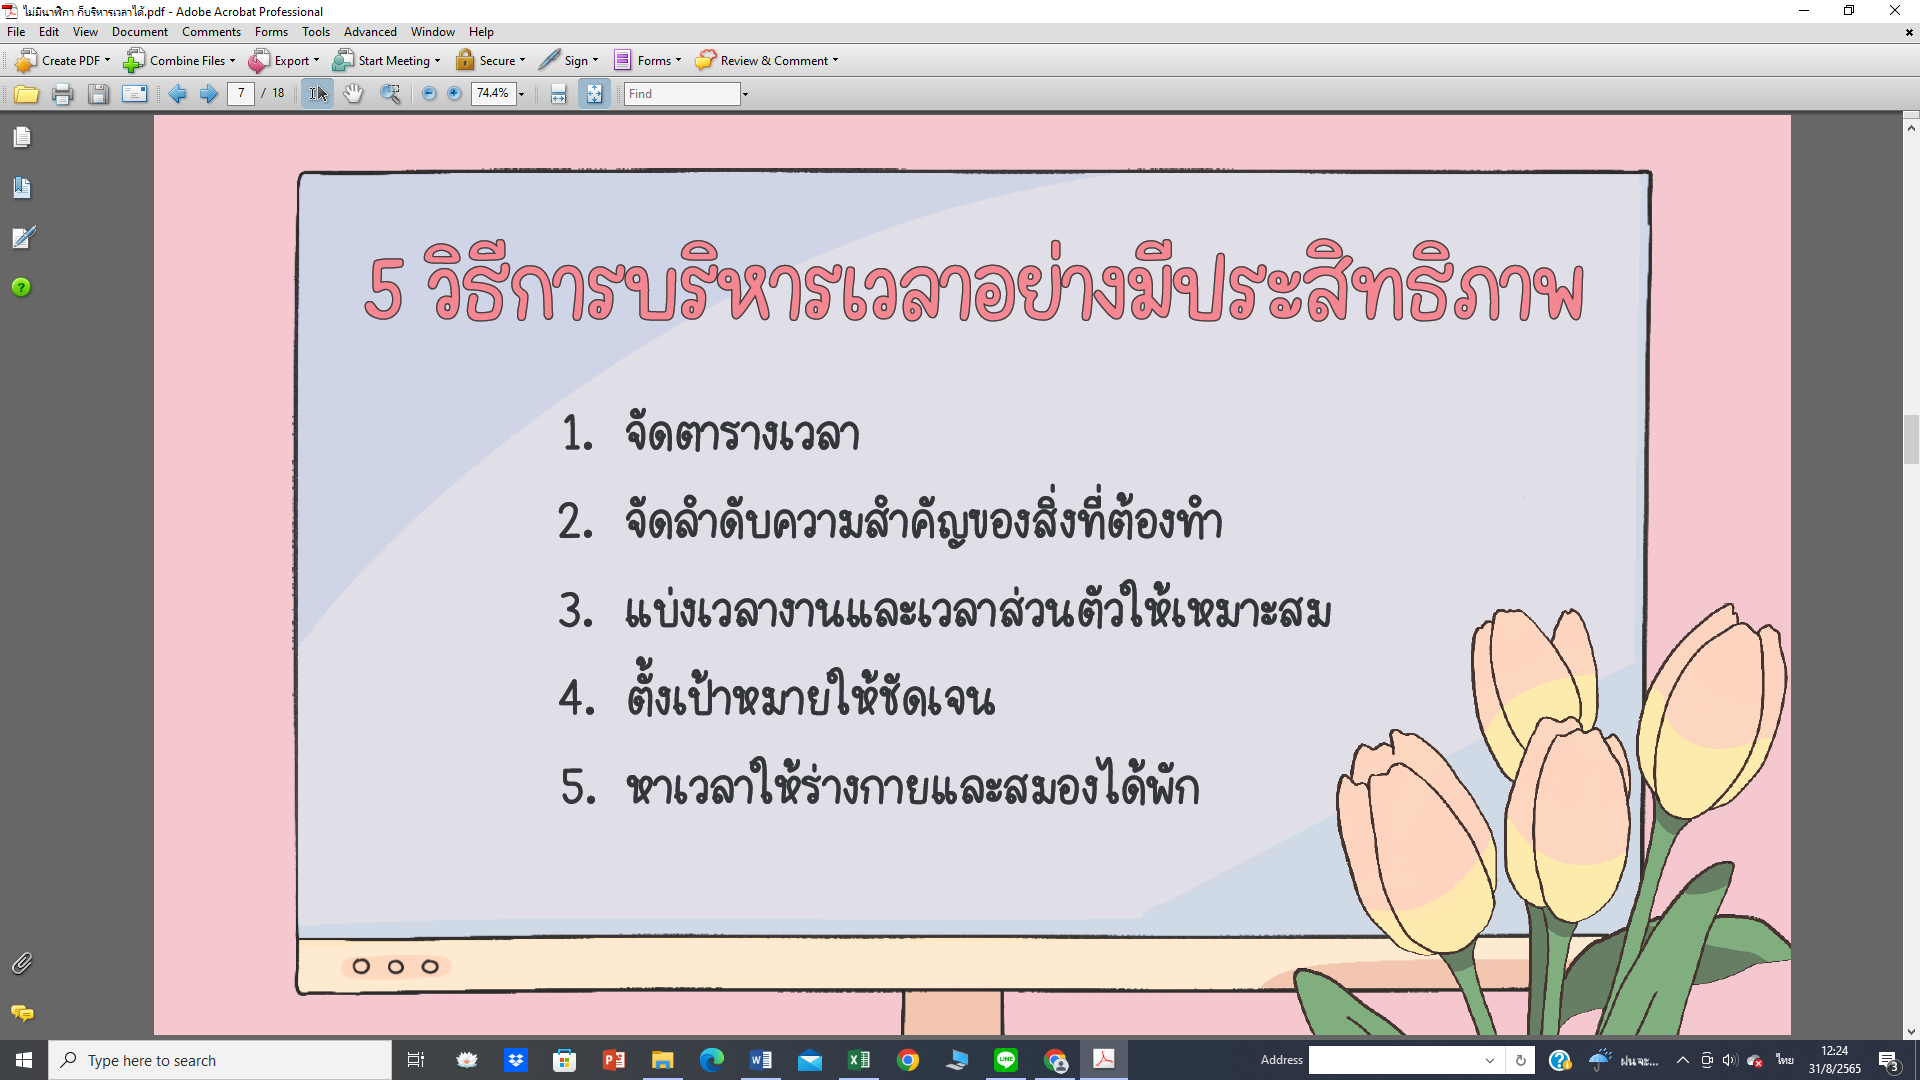 ไม่มีนาฬิกา ก็บริหารเวลาได้.pdf - Adobe Acrobat Professional
File Edit View Document Comments Forms Tools Advanced Window Help
Create PDF Combine Files Export Start Meeting Secure Sign Forms Review & Comment
7 / 18 74.4% Find
5 วิธีการบริหารเวลาอย่างมีประสิทธิภาพ
1. จัดตารางเวลา
2. จัดลำดับความสำคัญของสิ่งที่ต้องทำ
3. แบ่งเวลางานและเวลาส่วนตัวให้เหมาะสม
4. ตั้งเป้าหมายให้ชัดเจน
5. หาเวลาให้ร่างกายและสมองได้พัก
Type here to search Address ฝนจะ... ไทย 12:24
31/8/2565 3